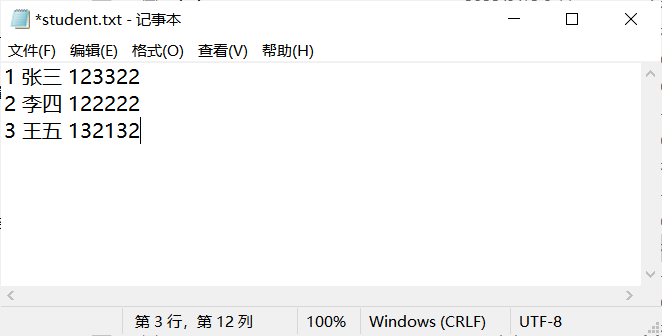 *student.txt - 记事本
文件(F) 编辑(E) 格式(O) 查看(V) 帮助(H)
1 张三 123322
2 李四 122222
3 王五 132132
第 3 行，第 12 列 100% Windows (CRLF) UTF-8